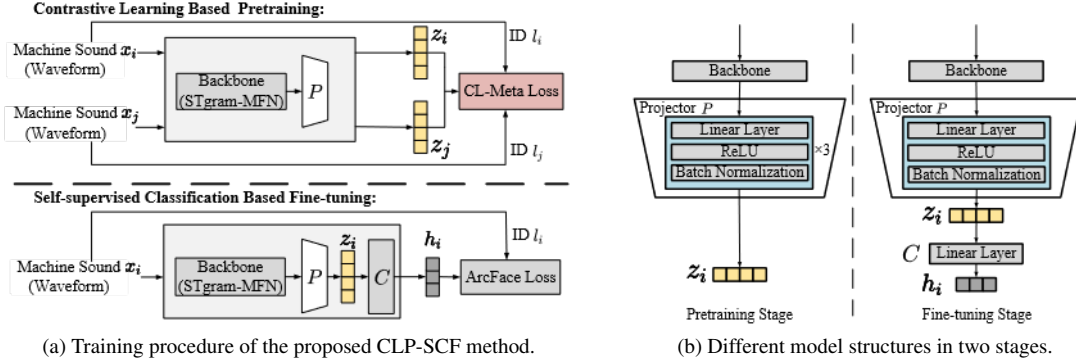 Contrastive Learning Based Pretraining:
Machine Sound x_i
(Waveform)
Backbone
(STgram-MFN)
P
z_i
ID l_i
CL-Meta Loss
Machine Sound x_j
(Waveform)
z_j
ID l_j
Self-supervised Classification Based Fine-tuning:
Machine Sound x_i
(Waveform)
Backbone
(STgram-MFN)
P
z_i
C
h_i
ID l_i
ArcFace Loss
(a) Training procedure of the proposed CLP-SCF method.
Backbone
Projector P
Linear Layer
ReLU
Batch Normalization
×3
z_i
Pretraining Stage
Backbone
Projector P
Linear Layer
ReLU
Batch Normalization
z_i
C
Linear Layer
h_i
Fine-tuning Stage
(b) Different model structures in two stages.